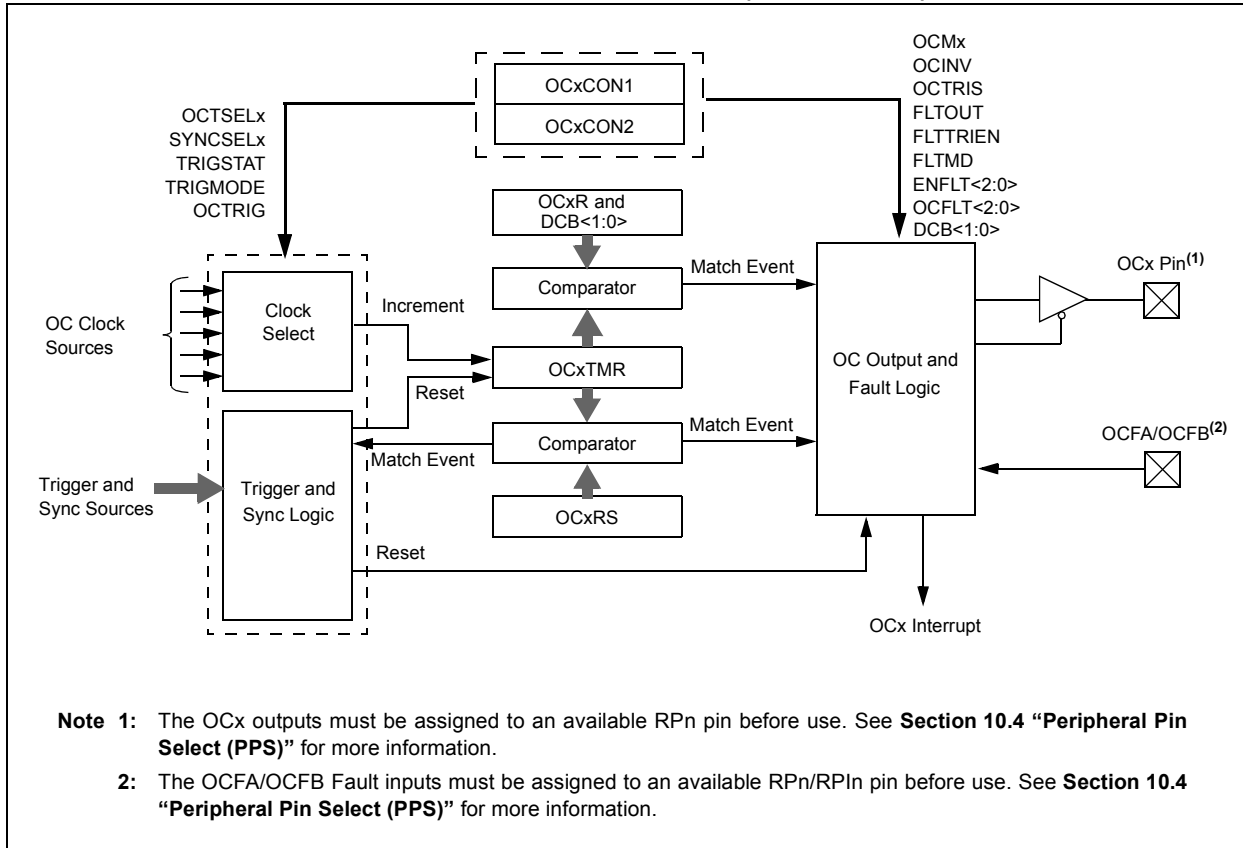 OCxCON1
OCxCON2
OCTSELx
SYNCSELx
TRIGSTAT
TRIGMODE
OCTRIG
OCMx
OCINV
OCTRIS
FLTOUT
FLTTRIEN
FLTMD
ENFLT<2:0>
OCFLT<2:0>
DCB<1:0>
OCxR and
DCB<1:0>
OC Clock
Sources
Clock
Select
Increment
Comparator
Match Event
OCxTMR
Reset
OC Output and
Fault Logic
OCx Pin(1)
Comparator
Match Event
Match Event
OCFA/OCFB(2)
Trigger and
Sync Sources
Trigger and
Sync Logic
OCxRS
Reset
OCx Interrupt
Note 1: The OCx outputs must be assigned to an available RPn pin before use. See Section 10.4 “Peripheral Pin
Select (PPS)” for more information.
2: The OCFA/OCFB Fault inputs must be assigned to an available RPn/RPIn pin before use. See Section 10.4
“Peripheral Pin Select (PPS)” for more information.